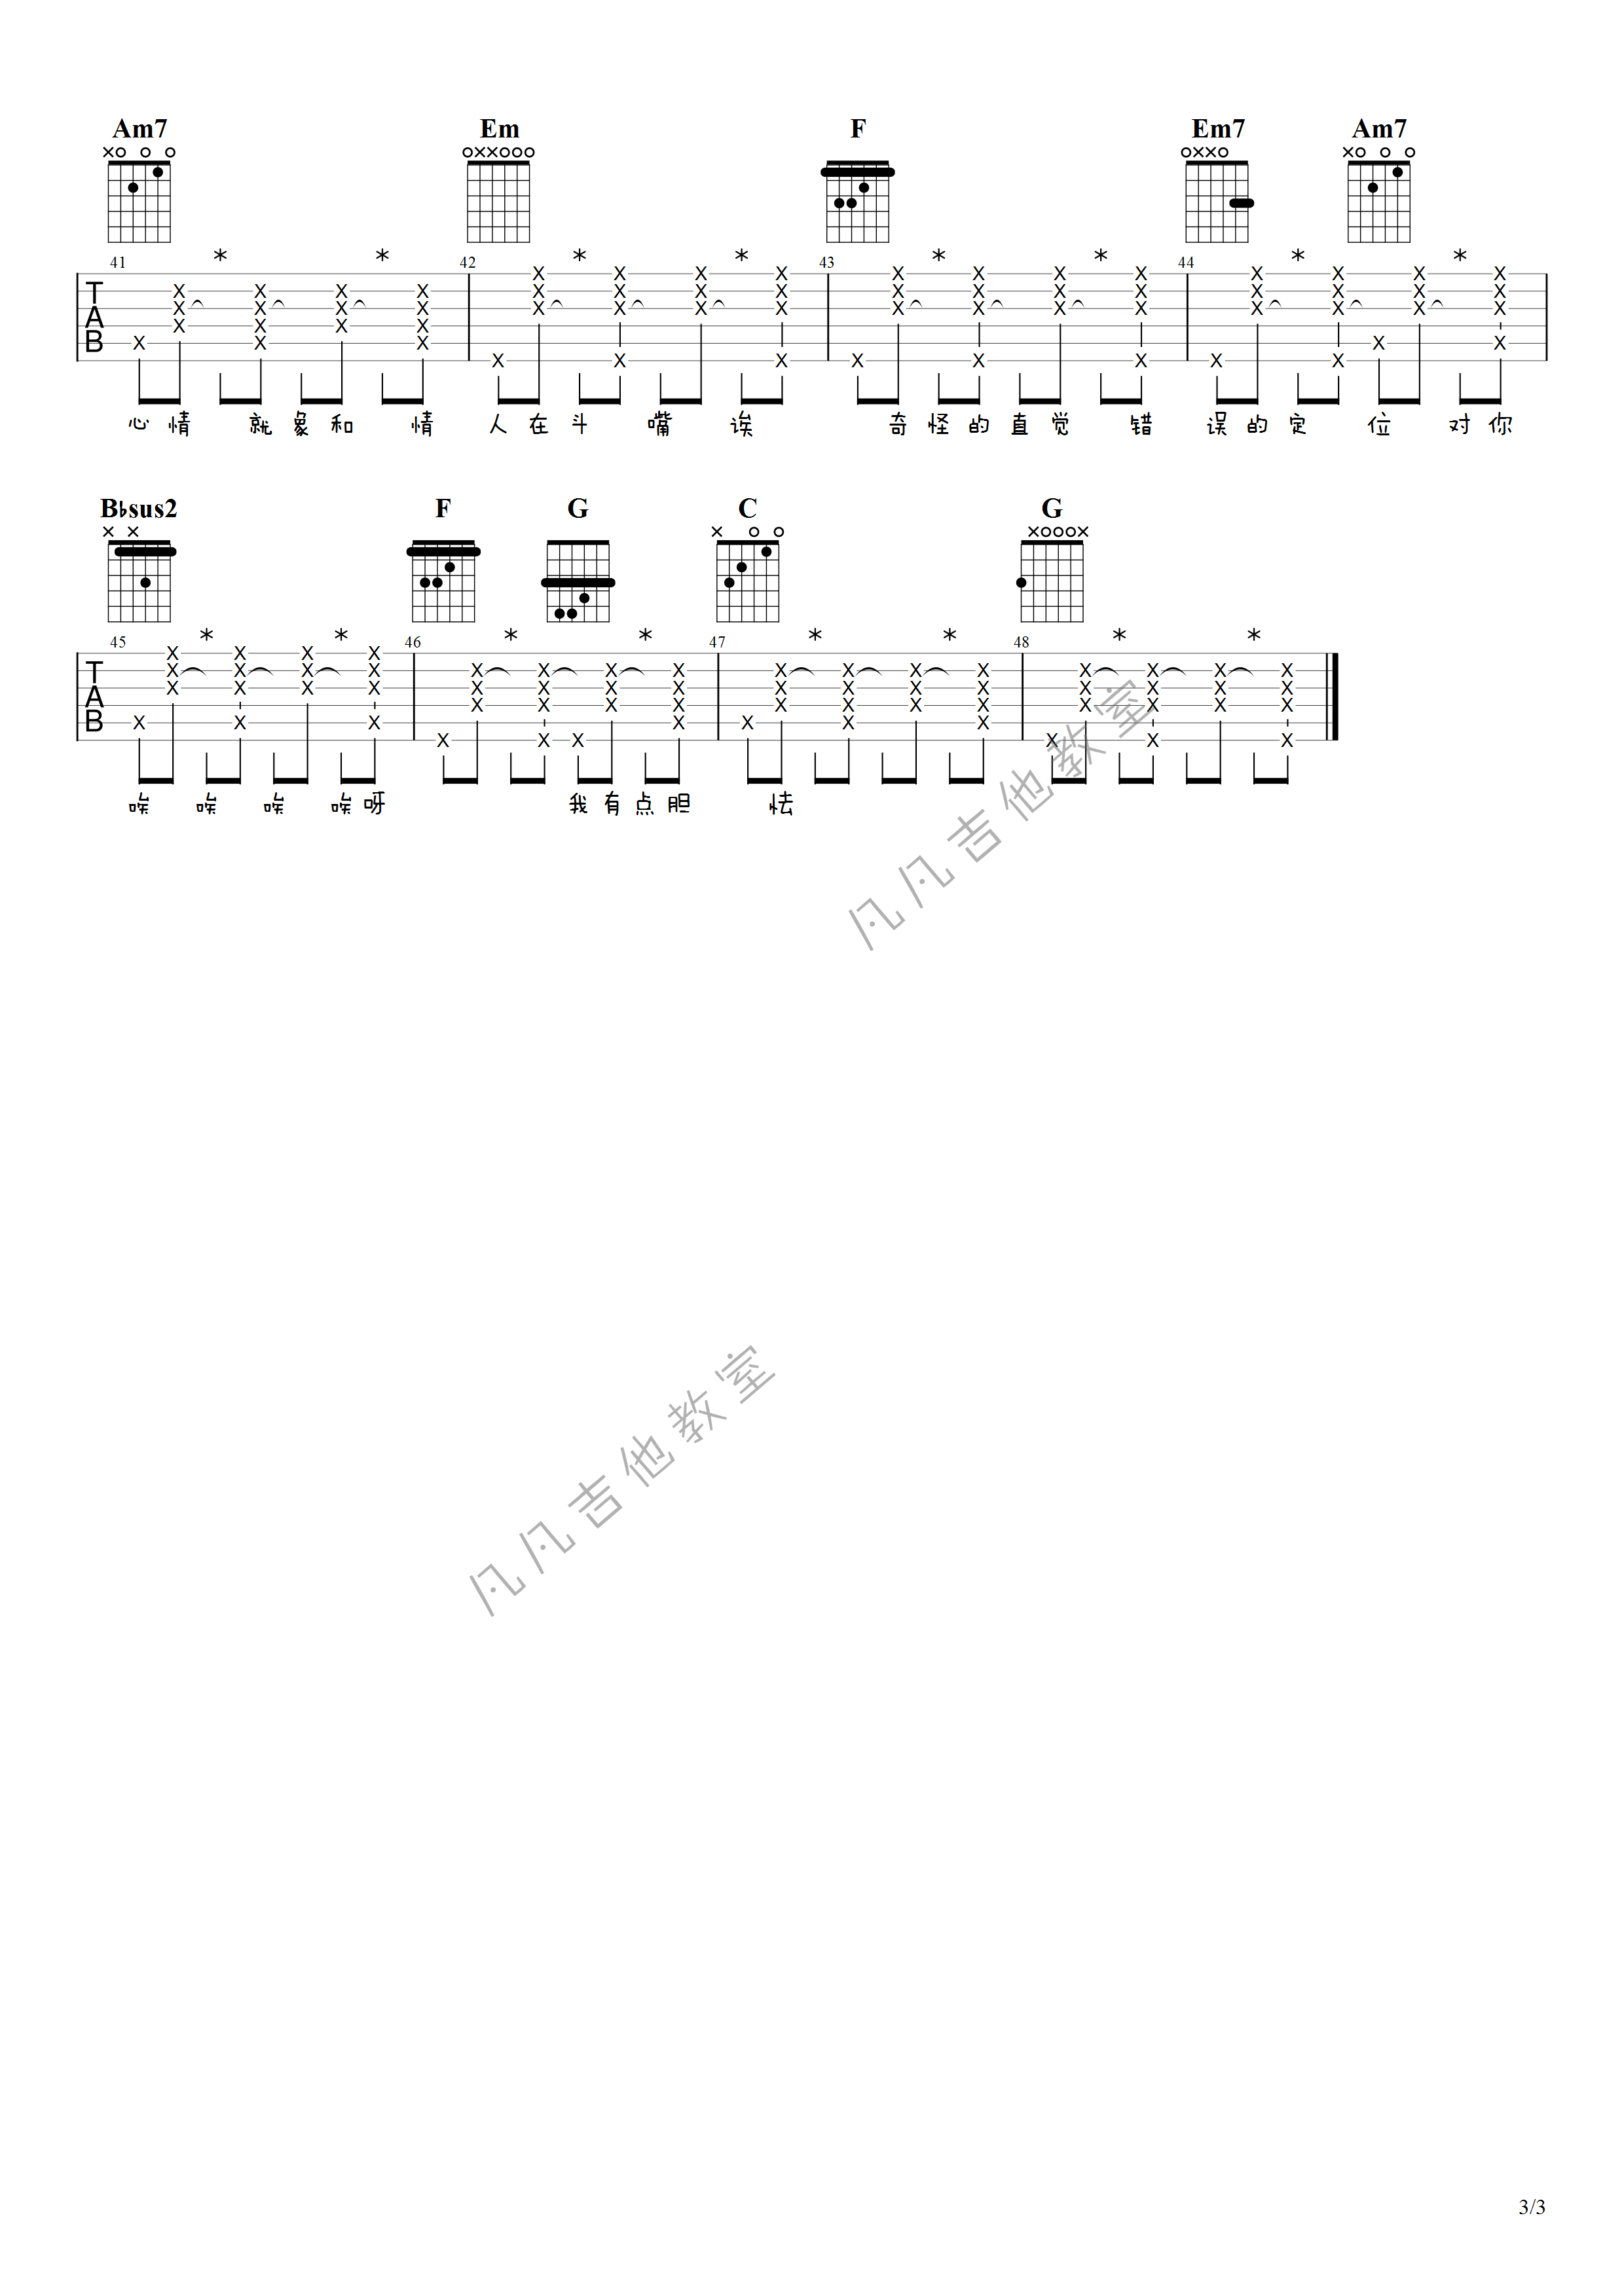 Am7 Em F Em7 Am7
41 42 43 44
TAB
心情 就象和 情 人在斗 嘴 诶 奇怪的直觉 错 误的定 位 对你
B♭sus2 F G C G
45 46 47 48
TAB
唉 唉 唉 唉呀 我有点胆 怯
凡凡吉他教室
凡凡吉他教室
3/3